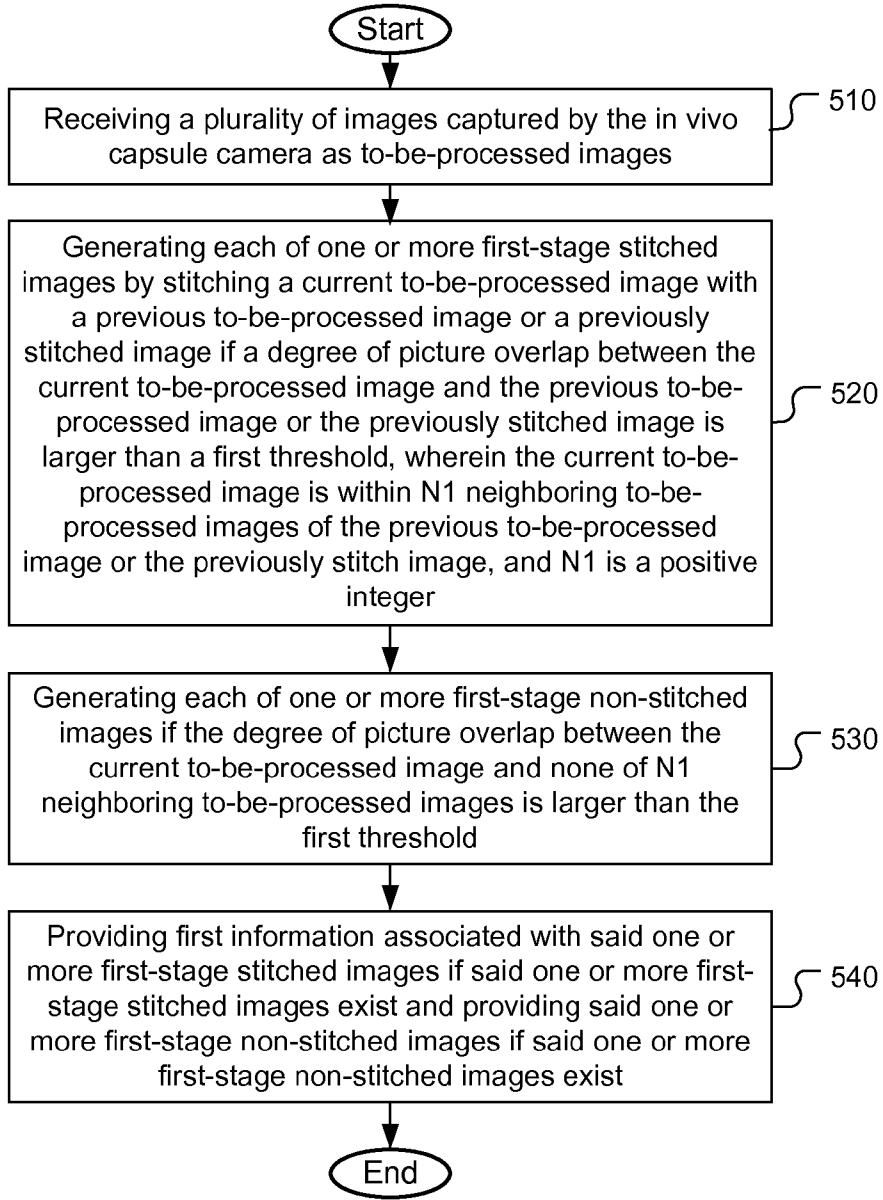 Start
510
Receiving a plurality of images captured by the in vivo
capsule camera as to-be-processed images
Generating each of one or more first-stage stitched
images by stitching a current to-be-processed image with
a previous to-be-processed image or a previously
stitched image if a degree of picture overlap between the
current to-be-processed image and the previous to-be-
processed image or the previously stitched image is
larger than a first threshold, wherein the current to-be-
processed image is within N1 neighboring to-be-
processed images of the previous to-be-processed
image or the previously stitch image, and N1 is a positive
integer
520
Generating each of one or more first-stage non-stitched
images if the degree of picture overlap between the
current to-be-processed image and none of N1
neighboring to-be-processed images is larger than the
first threshold
530
Providing first information associated with said one or
more first-stage stitched images if said one or more first-
stage stitched images exist and providing said one or
more first-stage non-stitched images if said one or more
first-stage non-stitched images exist
540
End